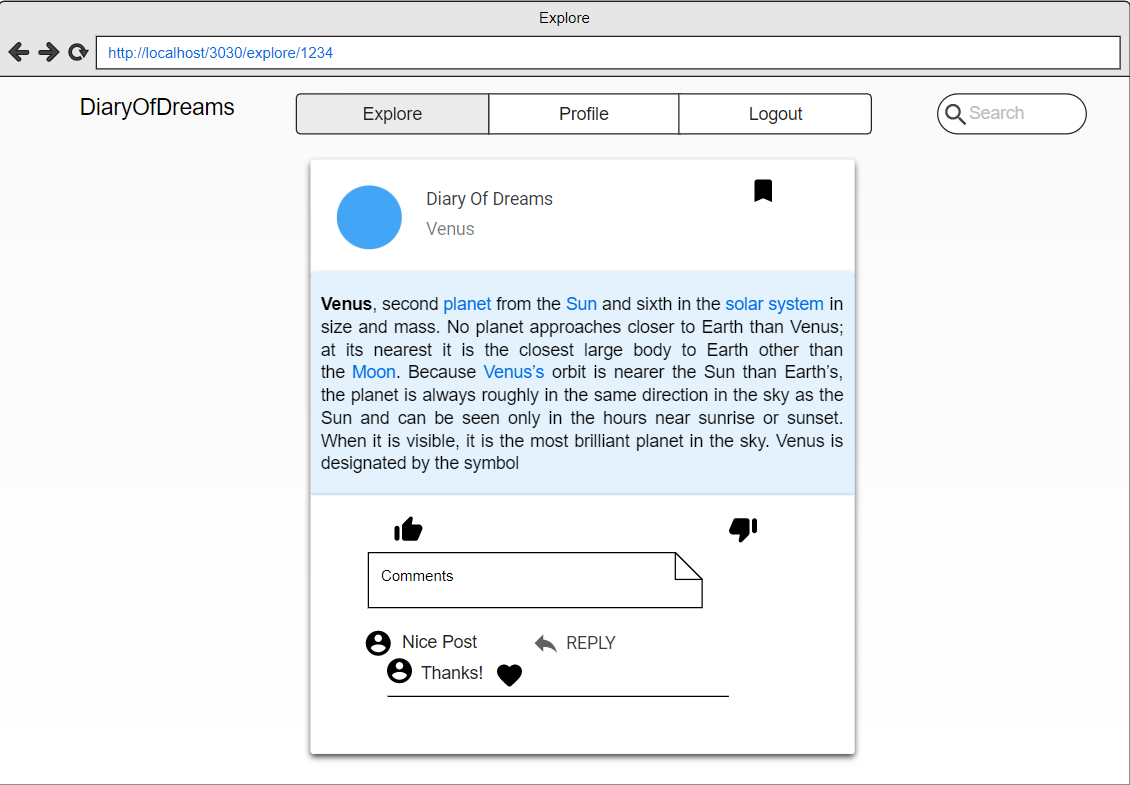 Explore
http://localhost/3030/explore/1234
DiaryOfDreams
Explore
Profile
Logout
Search
Diary Of Dreams
Venus
Venus, second planet from the Sun and sixth in the solar system in
size and mass. No planet approaches closer to Earth than Venus;
at its nearest it is the closest large body to Earth other than
the Moon. Because Venus’s orbit is nearer the Sun than Earth’s,
the planet is always roughly in the same direction in the sky as the
Sun and can be seen only in the hours near sunrise or sunset.
When it is visible, it is the most brilliant planet in the sky. Venus is
designated by the symbol
Comments
Nice Post
REPLY
Thanks!